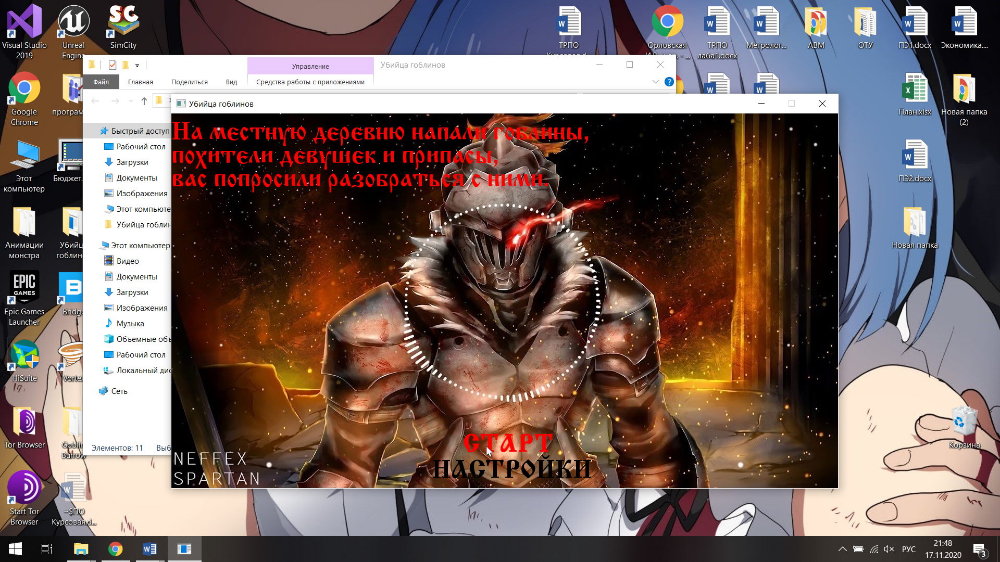 Visual Studio
2019
Unreal
Engine
SimCity
ТРПО
Курсовая.d...
Орловская
ТРПО
лаба1.docx
Метролог...
АВМ
ОТУ
ПЭ1.docx
Экономика....
Управление
Убийца гоблинов
Файл
Главная
Поделиться
Вид
Средства работы с приложениями
Google
Chrome
програм
План.xlsx
Новая папка
(2)
Убийца гоблинов
Быстрый доступ
Рабочий стол
Загрузки
Документы
Изображения
Этот компьюте
Убийца гоблин
Этот компьютер
Видео
Документы
Загрузки
Изображения
Музыка
Объемные объ
Рабочий стол
Локальный дис
Сеть
Элементов: 11
Выб
На местную деревню напали гоблины,
похители девушек и припасы,
вас попросили разобраться с ними.
СТАРТ
НАСТРОЙКИ
NEFFEX
SPARTAN
Этот
компьютер
Бюджет.
ПЭ2.docx
Анимации
монстра
Убийц
гоблин
Новая папка
EPIC
GAMES
Epic Games
Launcher
Bridge
HiSuite
Vortex
Tor Browser
Goblin
Burrow
Корзина
Start Tor
Browser
~$ПО
Курсовая.d...
РУС
21:48
17.11.2020
3